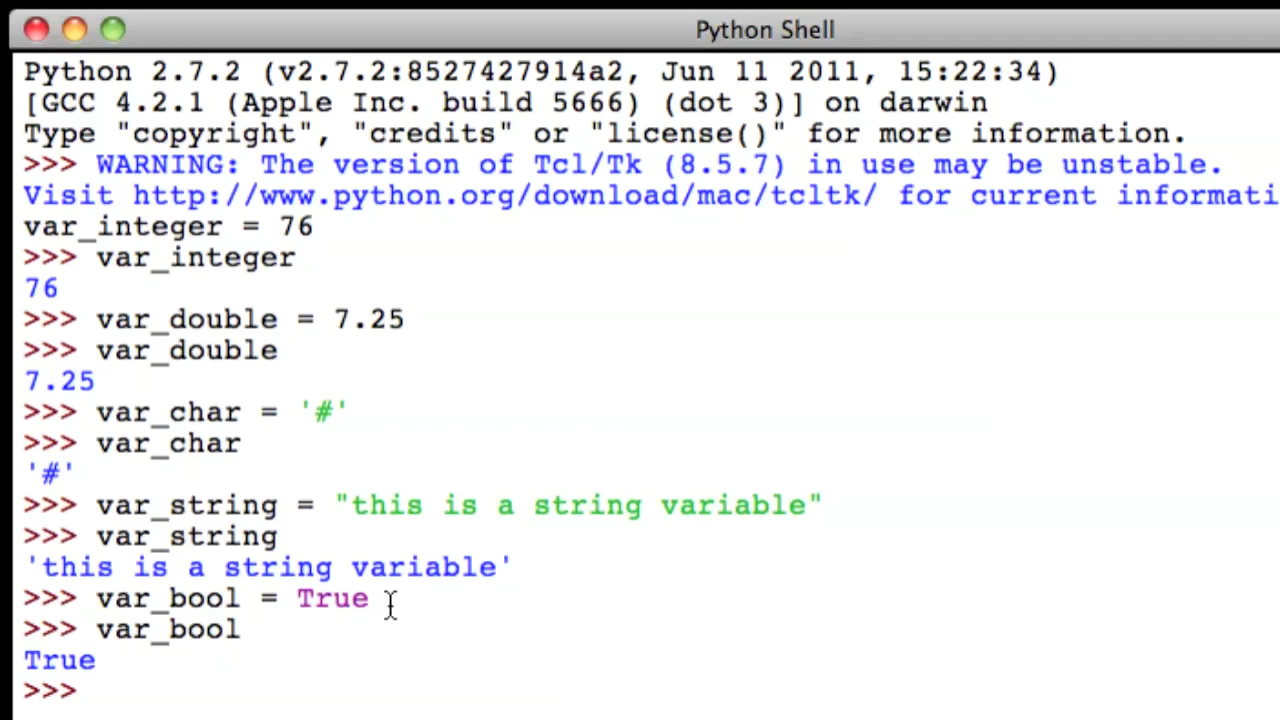 Python Shell
Python 2.7.2 (v2.7.2:8527427914a2, Jun 11 2011, 15:22:34)
[GCC 4.2.1 (Apple Inc. build 5666) (dot 3)] on darwin
Type "copyright", "credits" or "license()" for more information.
>>> WARNING: The version of Tcl/Tk (8.5.7) in use may be unstable.
Visit http://www.python.org/download/mac/tcltk/ for current informati
var_integer = 76
>>> var_integer
76
>>> var_double = 7.25
>>> var_double
7.25
>>> var_char = '#'
>>> var_char
'#'
>>> var_string = "this is a string variable"
>>> var_string
'this is a string variable'
>>> var_bool = True
>>> var_bool
True
>>>